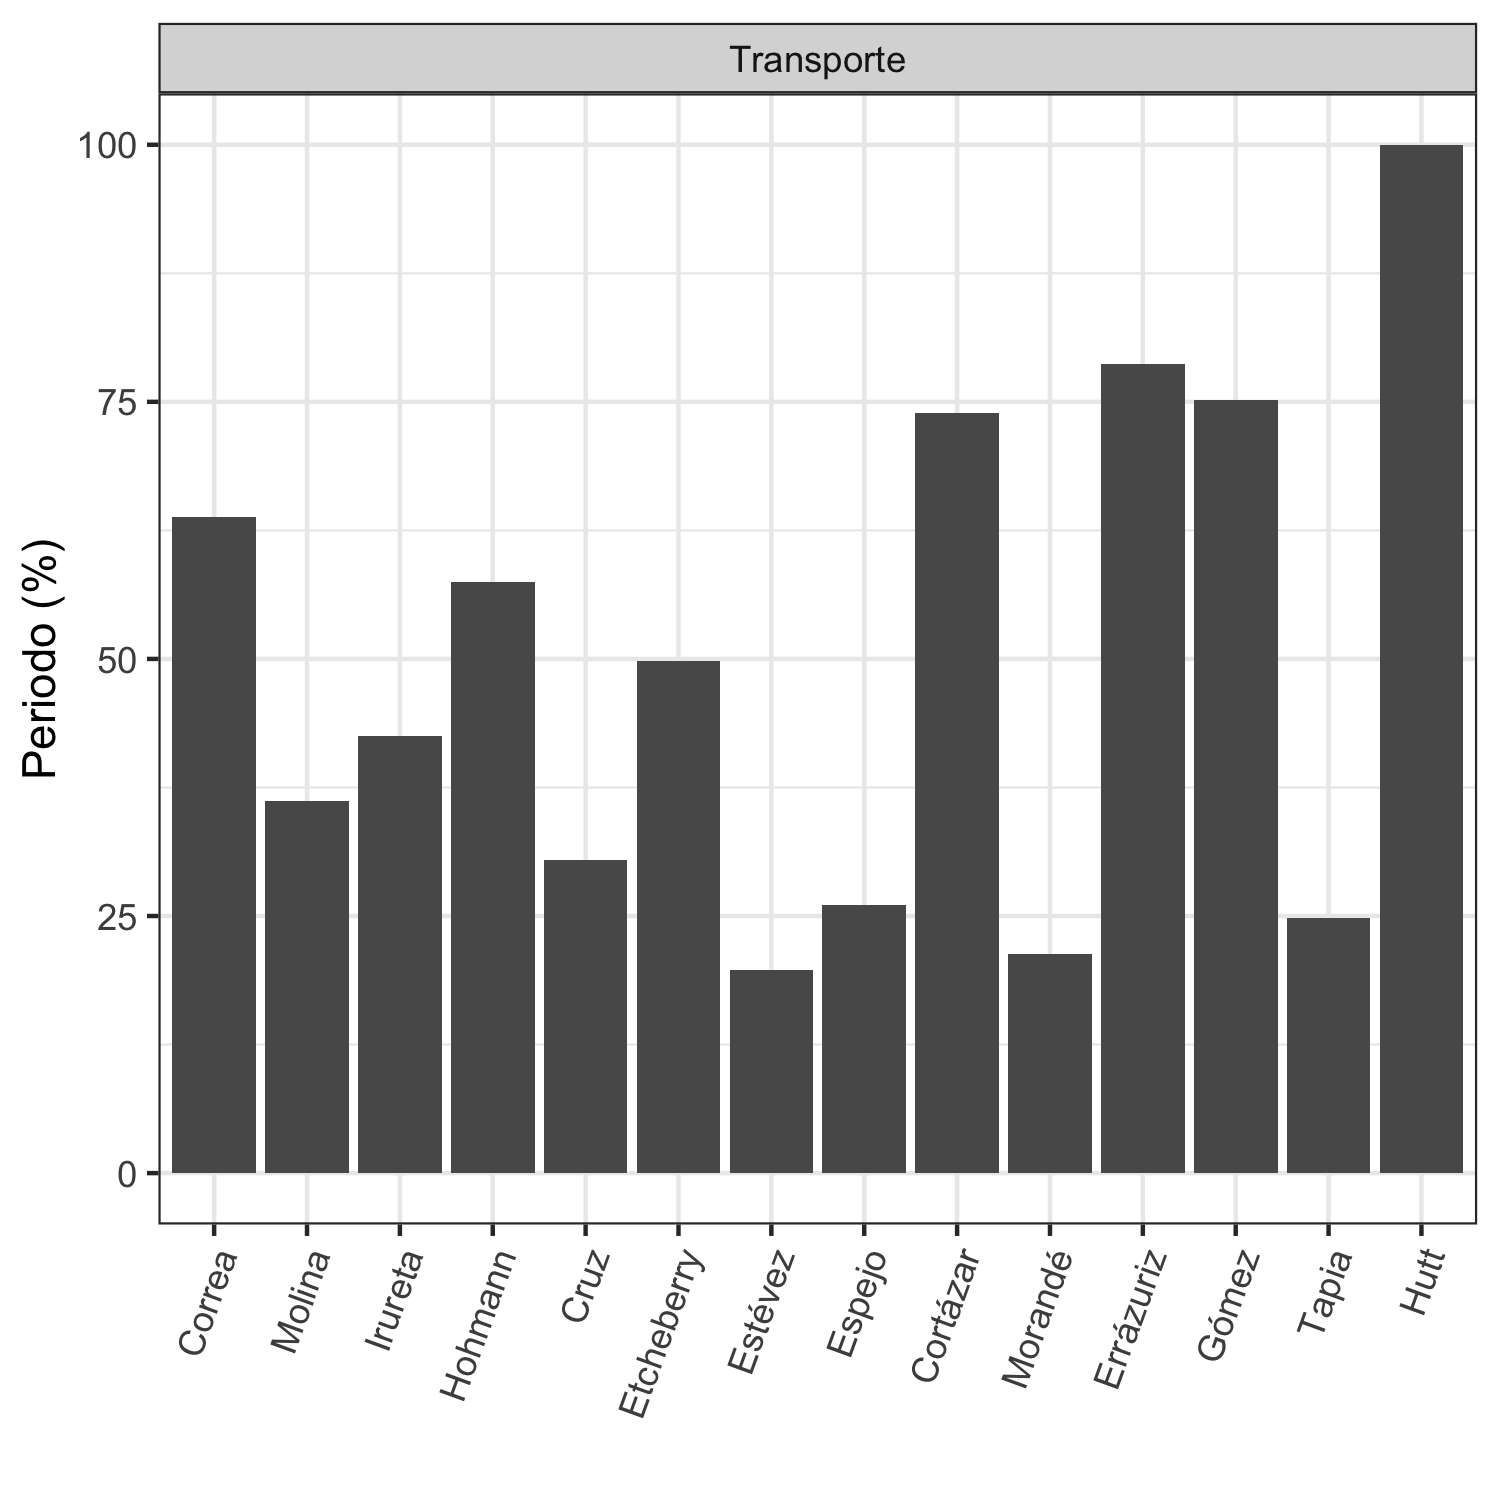 Transporte
Periodo (%)
100
75
50
25
0
Correa
Molina
Irureta
Hohmann
Cruz
Etcheberry
Estévez
Espejo
Cortázar
Morandé
Errázuriz
Gómez
Tapia
Hutt